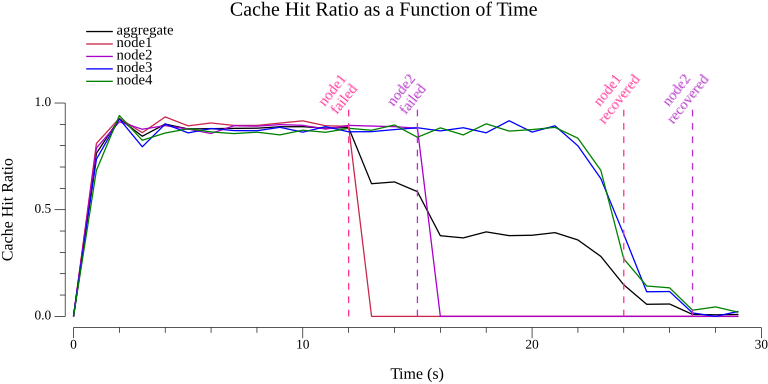 Cache Hit Ratio as a Function of Time
aggregate
node1
node2
node3
node4
node1
failed
node2
failed
node1
recovered
node2
recovered
1.0
0.5
0.0
Cache Hit Ratio
0
10
20
30
Time (s)